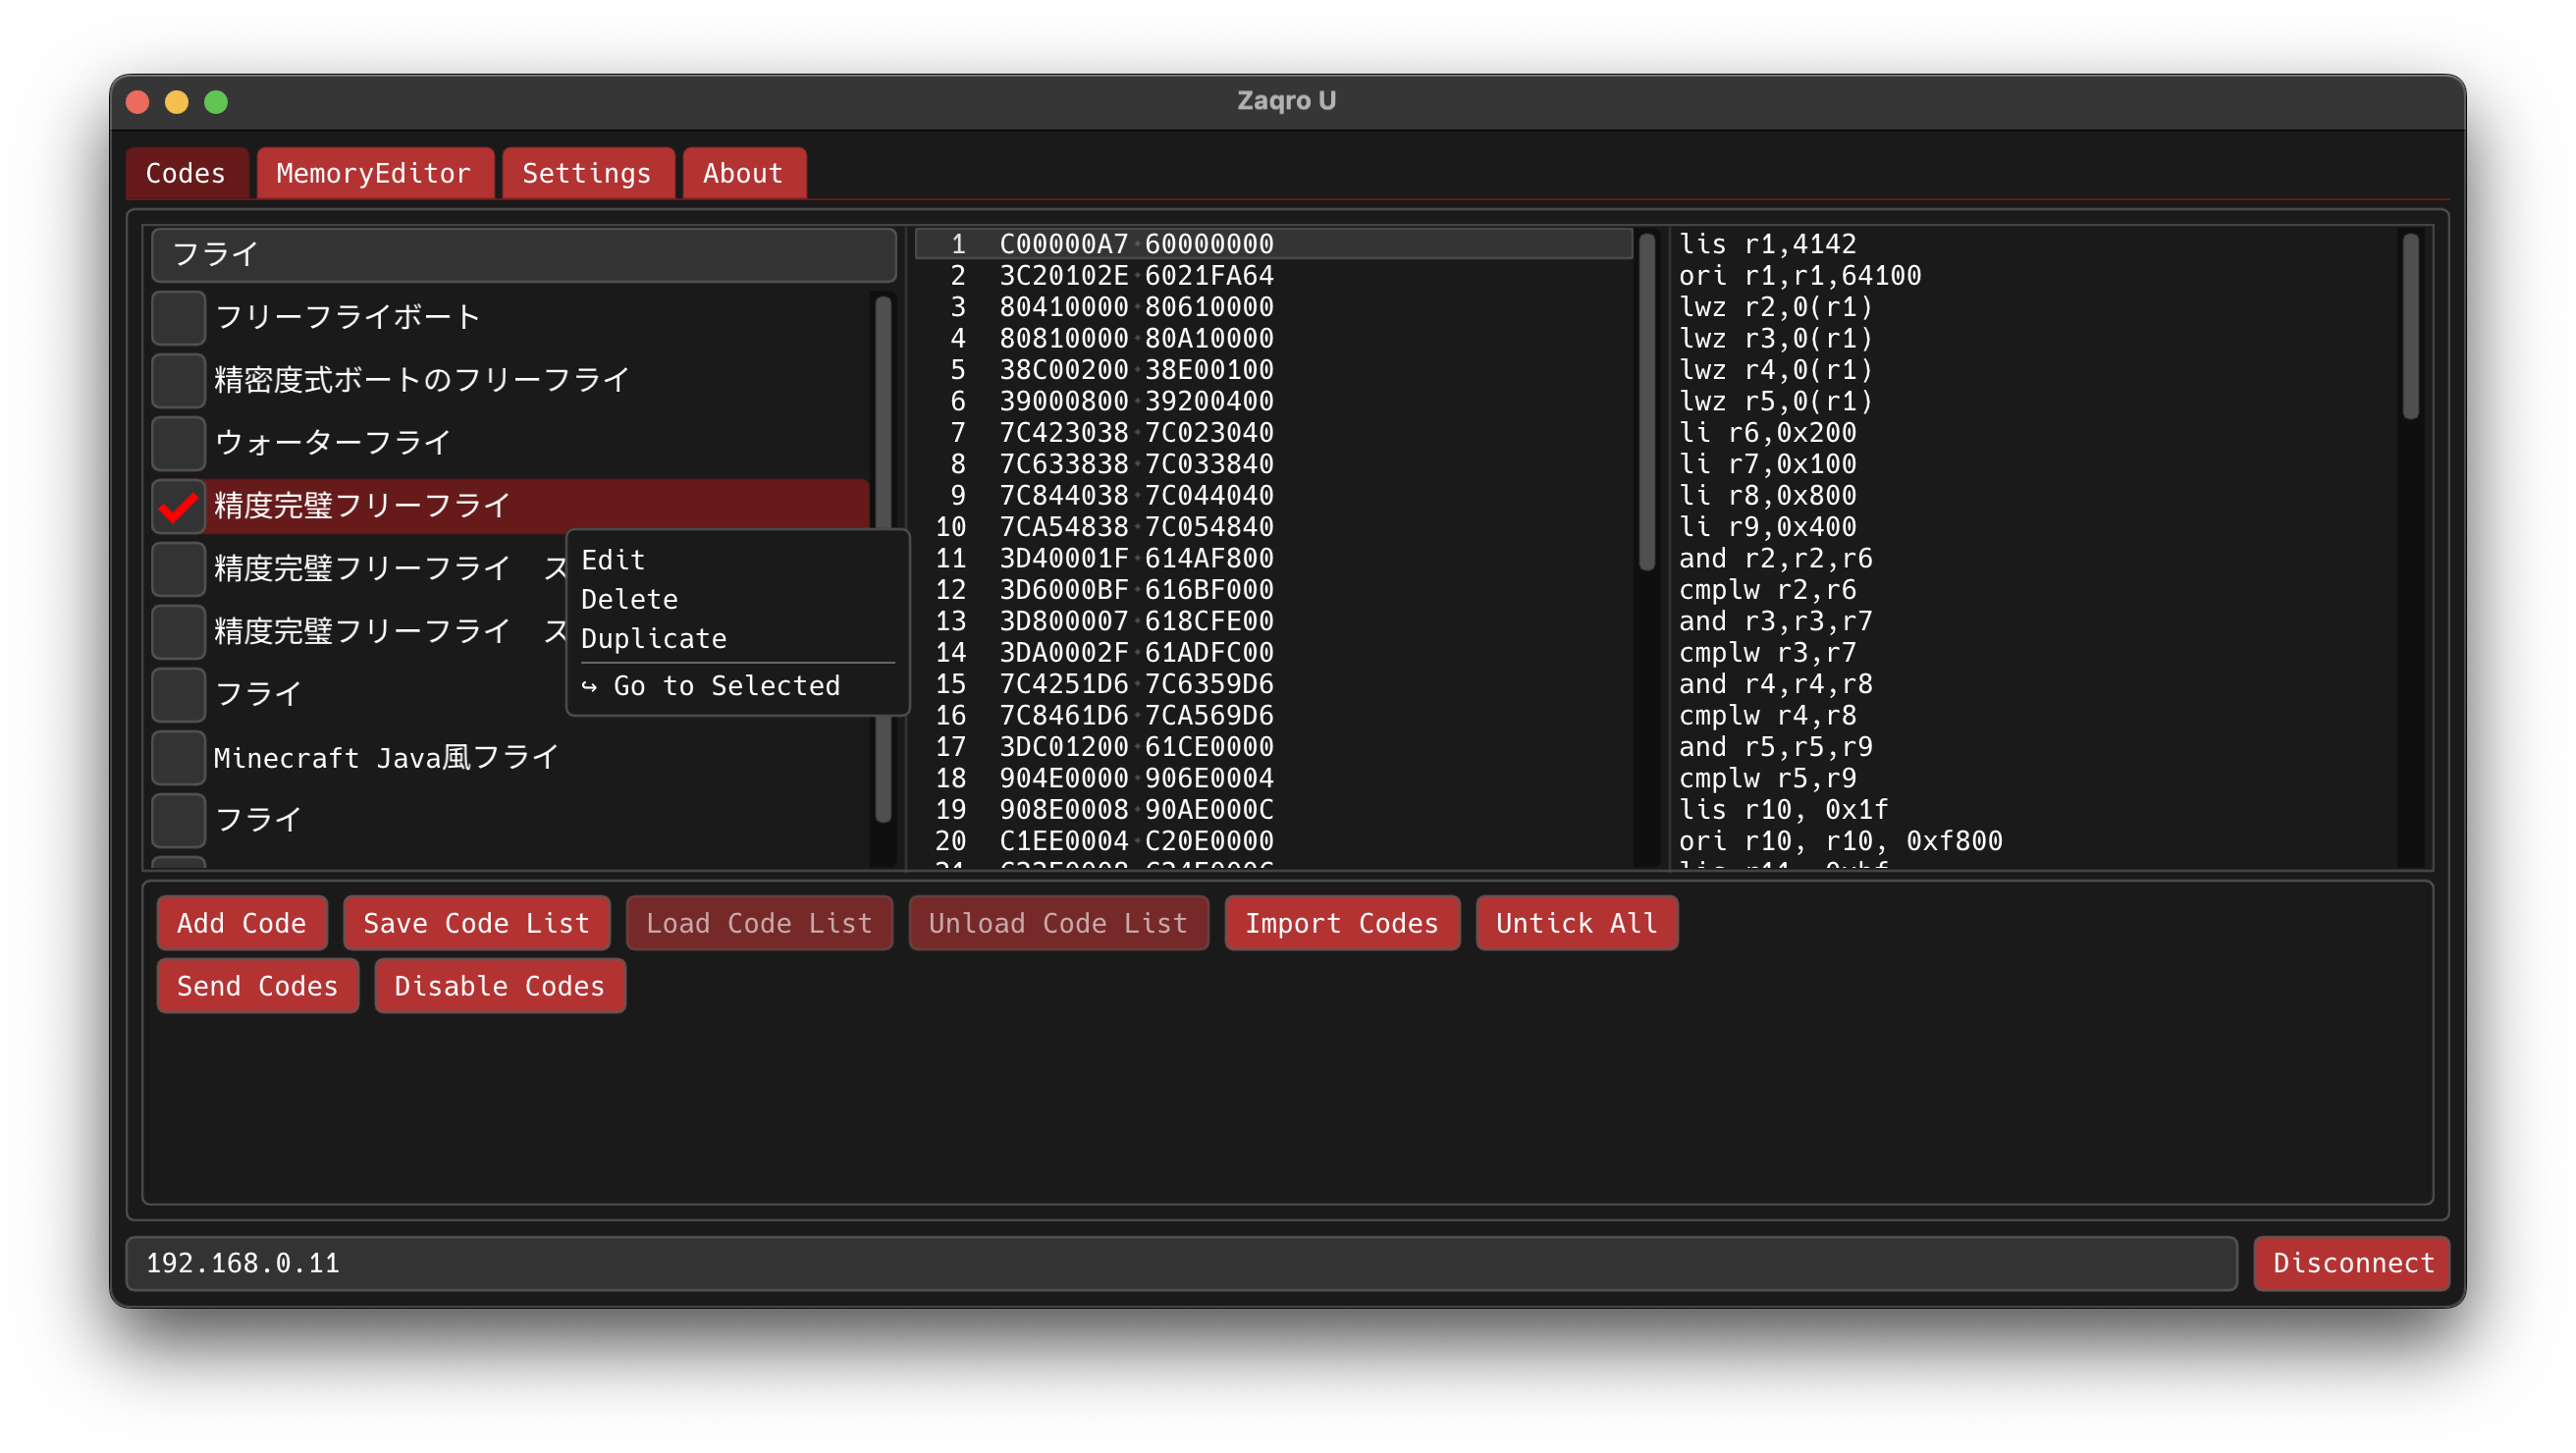 Zaqro U
Codes MemoryEditor Settings About
フライ
フリーフライボート
精密度式ボートのフリーフライ
ウォーターフライ
精度完璧フリーフライ
精度完璧フリーフライ ス
精度完璧フリーフライ ス
フライ
Minecraft Java風フライ
フライ
Edit
Delete
Duplicate
↪ Go to Selected
1 C00000A7 60000000
2 3C20102E 6021FA64
3 80410000 80610000
4 80810000 80A10000
5 38C00200 38E00100
6 39000800 39200400
7 7C423038 7C023040
8 7C633838 7C033840
9 7C844038 7C044040
10 7CA54838 7C054840
11 3D40001F 614AF800
12 3D6000BF 616BF000
13 3D800007 618CFE00
14 3DA0002F 61ADFC00
15 7C4251D6 7C6359D6
16 7C8461D6 7CA569D6
17 3DC01200 61CE0000
18 904E0000 906E0004
19 908E0008 90AE000C
20 C1EE0004 C20E0000
lis r1,4142
ori r1,r1,64100
lwz r2,0(r1)
lwz r3,0(r1)
lwz r4,0(r1)
lwz r5,0(r1)
li r6,0x200
li r7,0x100
li r8,0x800
li r9,0x400
and r2,r2,r6
cmplw r2,r6
and r3,r3,r7
cmplw r3,r7
and r4,r4,r8
cmplw r4,r8
and r5,r5,r9
cmplw r5,r9
lis r10, 0x1f
ori r10, r10, 0xf800
Add Code Save Code List Load Code List Unload Code List Import Codes Untick All
Send Codes Disable Codes
192.168.0.11 Disconnect